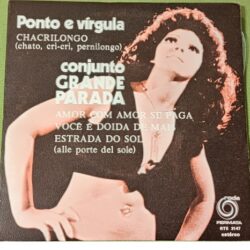 Ponto e vírgula
CHACRILONGO
(chato, cri-cri, pernilongo)
conjunto
GRANDE
PARADA
AMOR COM AMOR SE PAGA
VOCÊ É DOIDA DE MAIS
ESTRADA DO SOL
(alle porte del sole)
FERMATA
estéreo